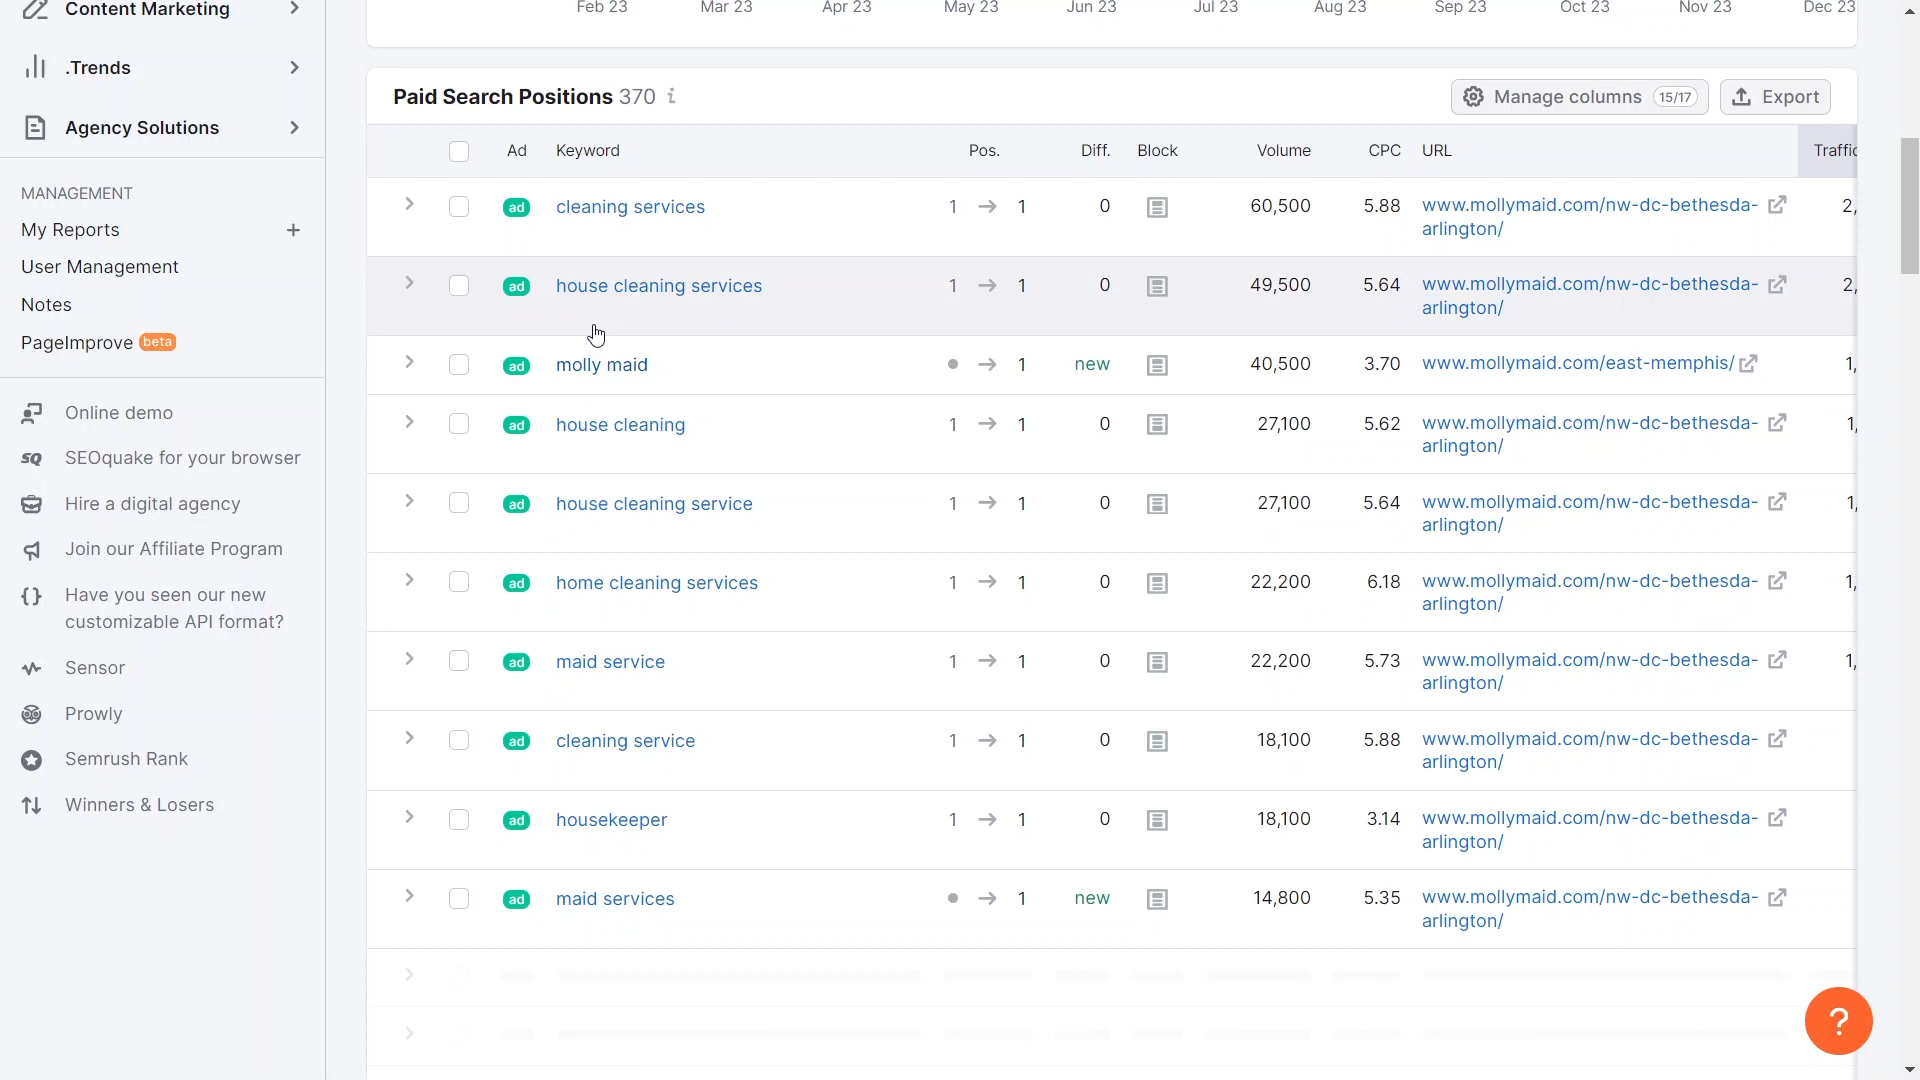 Content Marketing
.Trends
Agency Solutions
MANAGEMENT
My Reports +
User Management
Notes
PageImprove beta
Online demo
SEOquake for your browser
Hire a digital agency
Join our Affiliate Program
Have you seen our new
customizable API format?
Sensor
Prowly
Semrush Rank
Winners & Losers
Feb 23 Mar 23 Apr 23 May 23 Jun 23 Jul 23 Aug 23 Sep 23 Oct 23 Nov 23 Dec 23
Paid Search Positions 370 i Manage columns 15/17 Export
Ad Keyword Pos. Diff. Block Volume CPC URL Traffic
ad cleaning services 1 → 1 0 60,500 5.88 www.mollymaid.com/nw-dc-bethesda- 2,
arlington/
ad house cleaning services 1 → 1 0 49,500 5.64 www.mollymaid.com/nw-dc-bethesda- 2,
arlington/
ad molly maid ● → 1 new 40,500 3.70 www.mollymaid.com/east-memphis/ 1,
ad house cleaning 1 → 1 0 27,100 5.62 www.mollymaid.com/nw-dc-bethesda- 1,
arlington/
ad house cleaning service 1 → 1 0 27,100 5.64 www.mollymaid.com/nw-dc-bethesda- 1,
arlington/
ad home cleaning services 1 → 1 0 22,200 6.18 www.mollymaid.com/nw-dc-bethesda- 1,
arlington/
ad maid service 1 → 1 0 22,200 5.73 www.mollymaid.com/nw-dc-bethesda- 1,
arlington/
ad cleaning service 1 → 1 0 18,100 5.88 www.mollymaid.com/nw-dc-bethesda-
arlington/
ad housekeeper 1 → 1 0 18,100 3.14 www.mollymaid.com/nw-dc-bethesda-
arlington/
ad maid services ● → 1 new 14,800 5.35 www.mollymaid.com/nw-dc-bethesda-
arlington/
?